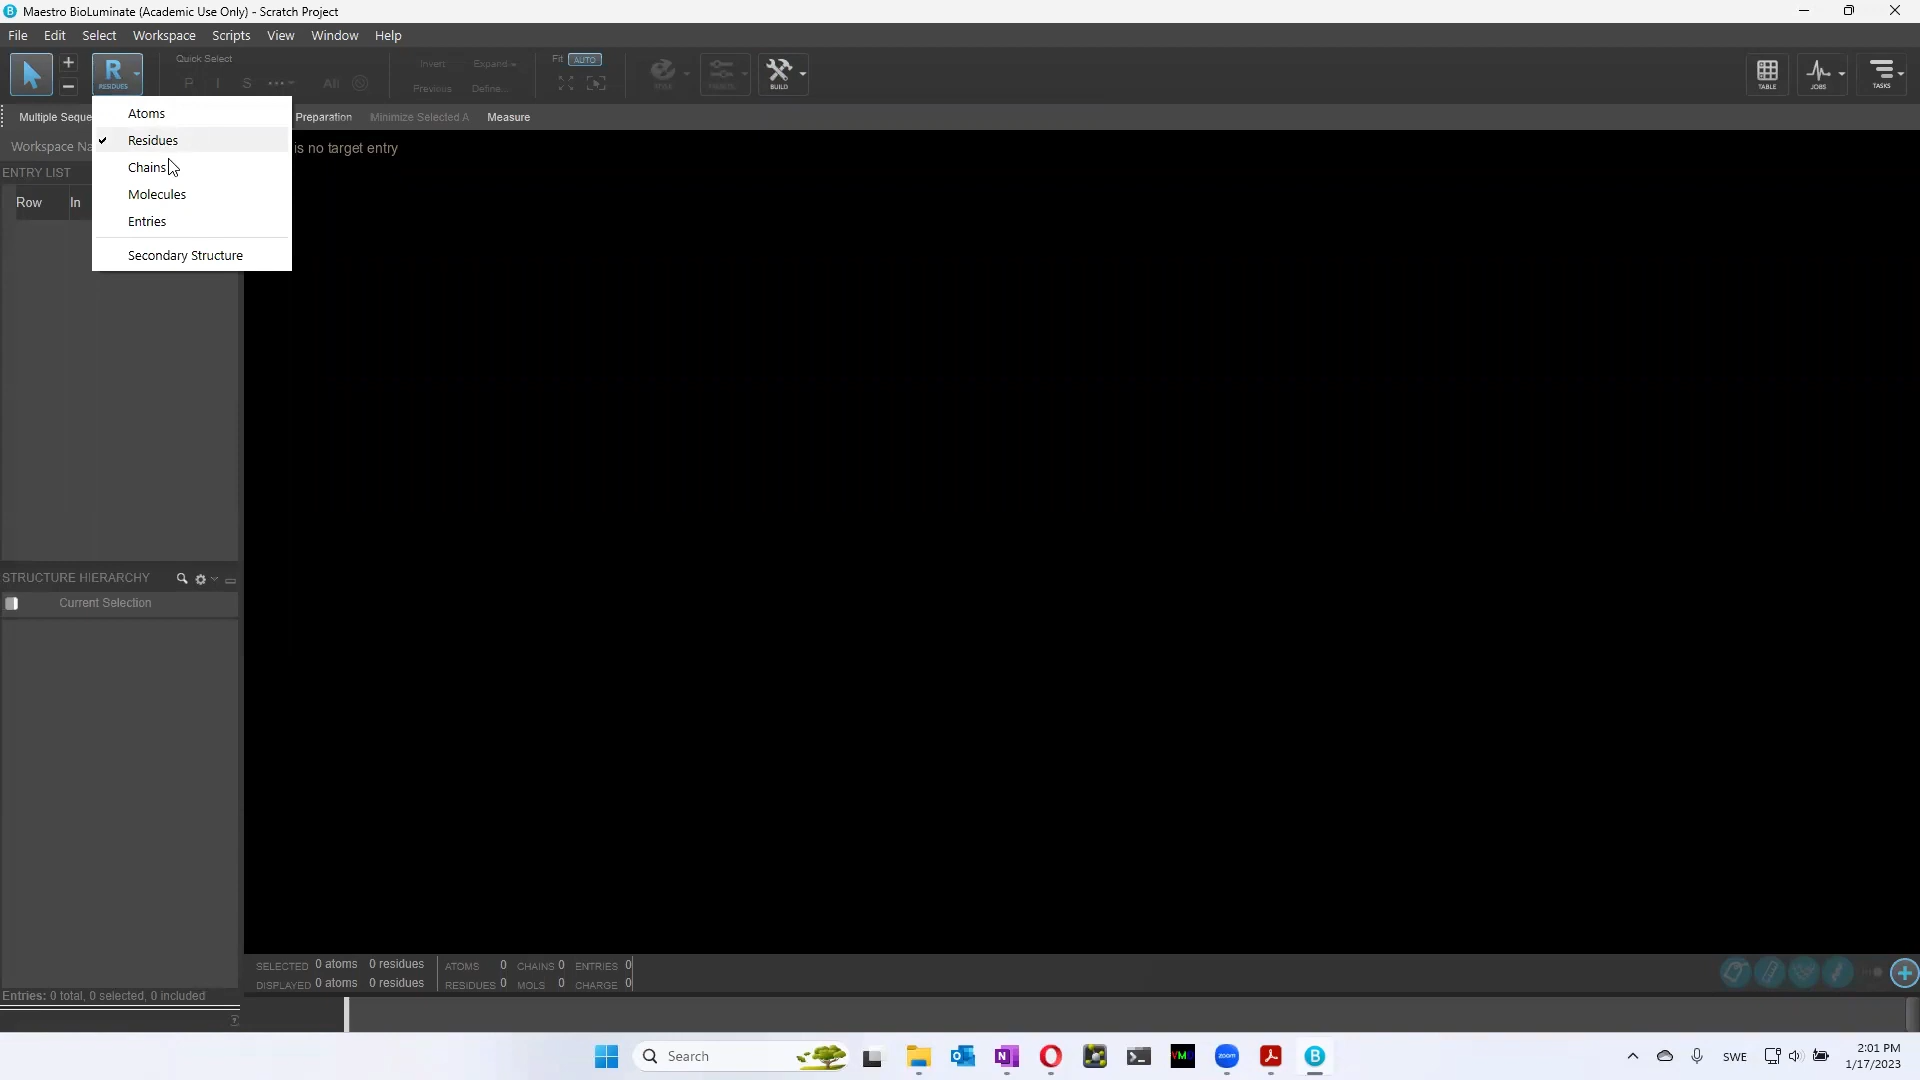 Maestro BioLuminate (Academic Use Only) - Scratch Project
File Edit Select Workspace Scripts View Window Help
R RESIDUES
Quick Select
P I S ... All
Invert Expand
Previous Define...
Fit AUTO
BUILD
TABLE JOBS TASKS
Multiple Seque Preparation Minimize Selected A Measure
Atoms
Residues
Chains
Molecules
Entries
Secondary Structure
Workspace Na is no target entry
ENTRY LIST
Row In
STRUCTURE HIERARCHY
Current Selection
SELECTED 0 atoms 0 residues ATOMS 0 CHAINS 0 ENTRIES 0
DISPLAYED 0 atoms 0 residues RESIDUES 0 MOLS 0 CHARGE 0
Entries: 0 total, 0 selected, 0 included
Search
zoom
B
SWE
2:01 PM
1/17/2023